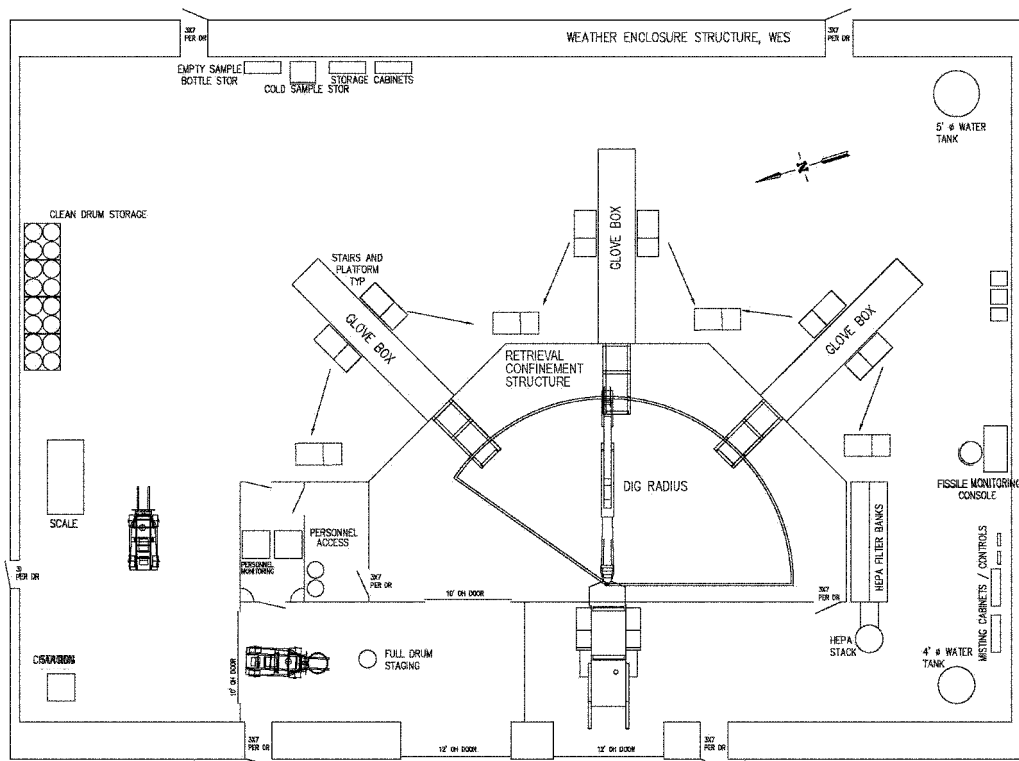 3X7
PER DR
WEATHER ENCLOSURE STRUCTURE, WES
3X7
PER DR
EMPTY SAMPLE
BOTTLE STOR
COLD SAMPLE STOR
STORAGE CABINETS
5' ø WATER
TANK
N
CLEAN DRUM STORAGE
STAIRS AND
PLATFORM
TYP
GLOVE BOX
GLOVE BOX
GLOVE BOX
RETRIEVAL
CONFINEMENT
STRUCTURE
DIG RADIUS
SCALE
PERSONNEL
ACCESS
PERSONNEL
MONITORING
3X7
PER DR
10' OH DOOR
3X7
PER DR
HEPA FILTER BANKS
FISSILE MONITORING
CONSOLE
MISTING CABINETS / CONTROLS
PER DR
HEPA
STACK
4' ø WATER
TANK
FULL DRUM
STAGING
10' OH DOOR
3X7
PER DR
12' OH DOOR
12' OH DOOR
3X7
PER DR